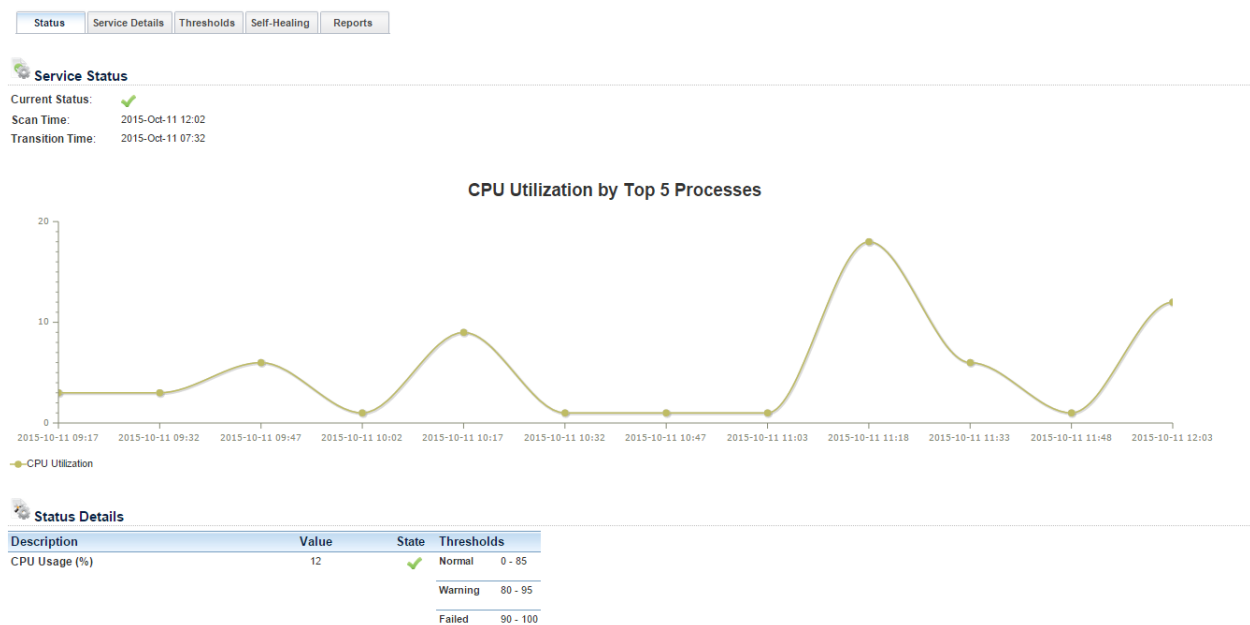 Status Service Details Thresholds Self-Healing Reports
Service Status
Current Status:
Scan Time: 2015-Oct-11 12:02
Transition Time: 2015-Oct-11 07:32
CPU Utilization by Top 5 Processes
20
10
0
2015-10-11 09:17 2015-10-11 09:32 2015-10-11 09:47 2015-10-11 10:02 2015-10-11 10:17 2015-10-11 10:32 2015-10-11 10:47 2015-10-11 11:03 2015-10-11 11:18 2015-10-11 11:33 2015-10-11 11:48 2015-10-11 12:03
CPU Utilization
Status Details
Description Value State Thresholds
CPU Usage (%) 12 Normal 0 - 85
Warning 80 - 95
Failed 90 - 100